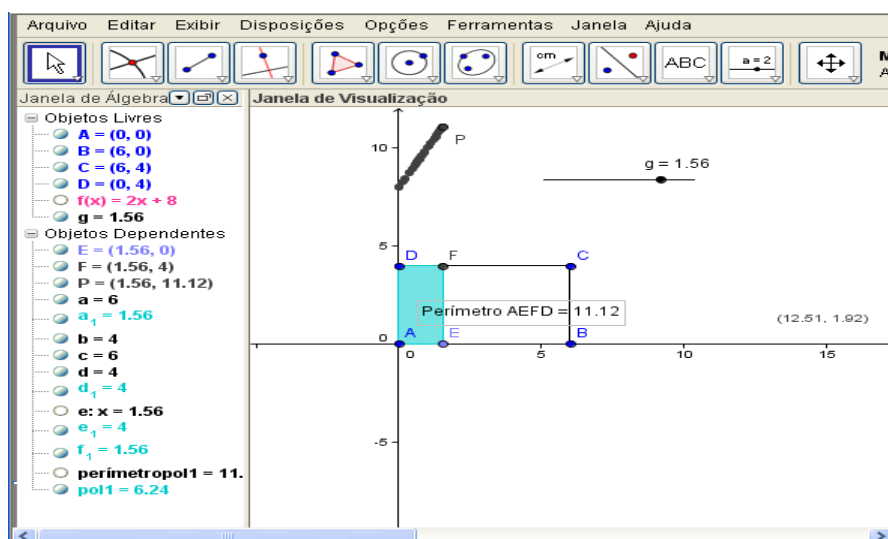 Arquivo Editar Exibir Disposições Opções Ferramentas Janela Ajuda
cm
ABC
a = 2
M
A
Janela de Álgebra
Objetos Livres
A = (0, 0)
B = (6, 0)
C = (6, 4)
D = (0, 4)
f(x) = 2x + 8
g = 1.56
Objetos Dependentes
E = (1.56, 0)
F = (1.56, 4)
P = (1.56, 11.12)
a = 6
a₁ = 1.56
b = 4
c = 6
d = 4
d₁ = 4
e: x = 1.56
e₁ = 4
f₁ = 1.56
perímetropol1 = 11.
pol1 = 6.24
Janela de Visualização
10
P
g = 1.56
5
D F C
Perímetro AEFD = 11.12
(12.51, 1.92)
0 A E B
0 5 10 15
-5